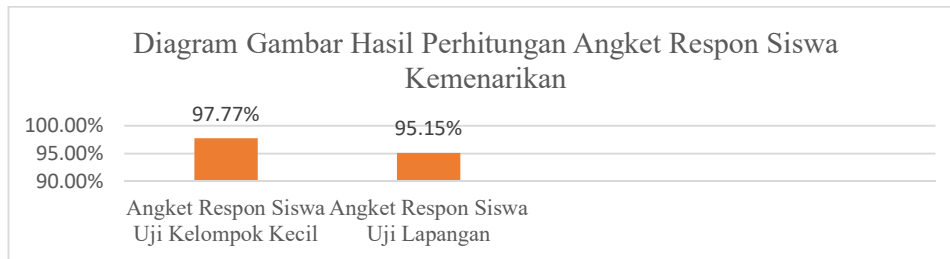 Diagram Gambar Hasil Perhitungan Angket Respon Siswa
Kemenarikan
97.77%
95.15%
100.00%
95.00%
90.00%
Angket Respon Siswa
Uji Kelompok Kecil
Angket Respon Siswa
Uji Lapangan